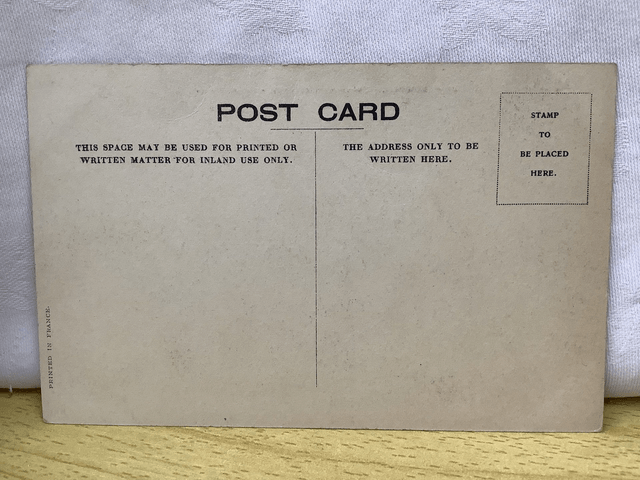 POST CARD
THIS SPACE MAY BE USED FOR PRINTED OR
WRITTEN MATTER FOR INLAND USE ONLY.
THE ADDRESS ONLY TO BE
WRITTEN HERE.
STAMP
TO
BE PLACED
HERE.
PRINTED IN FRANCE.